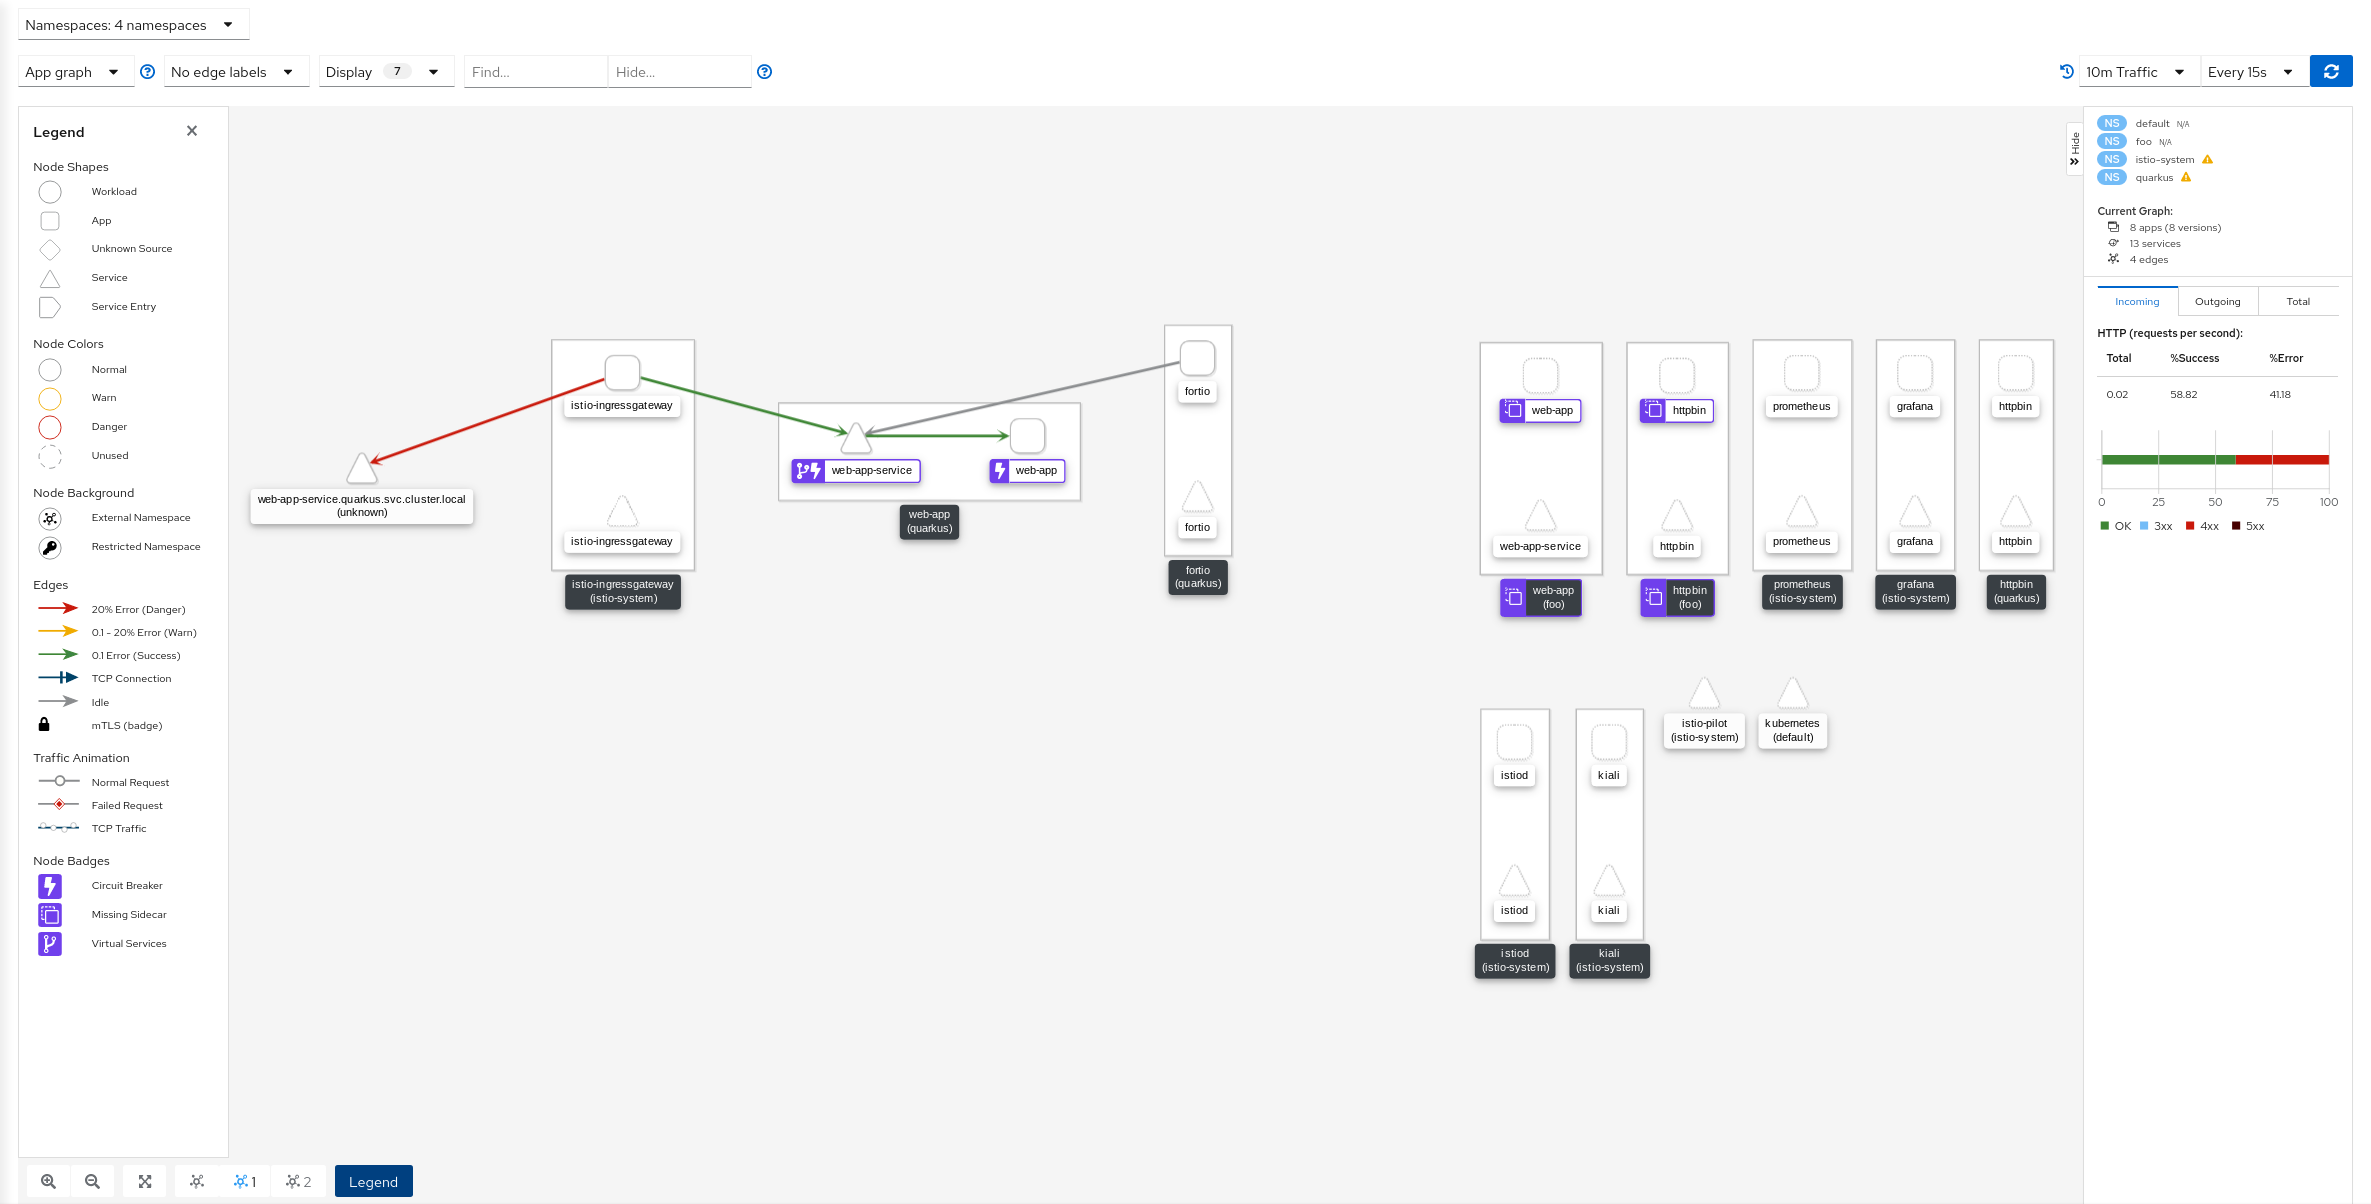 Namespaces: 4 namespaces
App graph
No edge labels
Display 7
Find...
Hide...
10m Traffic
Every 15s
Legend
Node Shapes
Workload
App
Unknown Source
Service
Service Entry
Node Colors
Normal
Warn
Danger
Unused
Node Background
External Namespace
Restricted Namespace
Edges
20% Error (Danger)
0.1 - 20% Error (Warn)
0.1 Error (Success)
TCP Connection
Idle
mTLS (badge)
Traffic Animation
Normal Request
Failed Request
TCP Traffic
Node Badges
Circuit Breaker
Missing Sidecar
Virtual Services
web-app-service.quarkus.svc.cluster.local
(unknown)
istio-ingressgateway
istio-ingressgateway
istio-ingressgateway
(istio-system)
web-app-service
web-app
web-app
(quarkus)
fortio
fortio
fortio
(quarkus)
web-app
web-app-service
web-app
(foo)
httpbin
httpbin
httpbin
(foo)
prometheus
prometheus
prometheus
(istio-system)
grafana
grafana
grafana
(istio-system)
httpbin
httpbin
httpbin
(quarkus)
istiod
istiod
istiod
(istio-system)
kiali
kiali
kiali
(istio-system)
istio-pilot
(istio-system)
kubernetes
(default)
Hide
NS default N/A
NS foo N/A
NS istio-system
NS quarkus
Current Graph:
8 apps (8 versions)
13 services
4 edges
Incoming Outgoing Total
HTTP (requests per second):
Total %Success %Error
0.02 58.82 41.18
0 25 50 75 100
OK 3xx 4xx 5xx
1
2
Legend